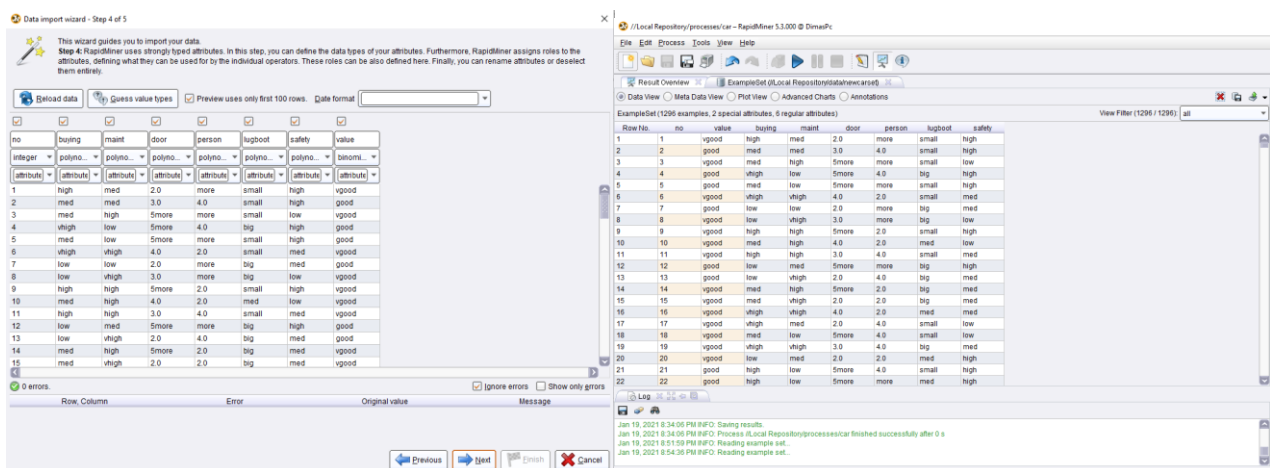 Data import wizard - Step 4 of 5
This wizard guides you to import your data.
Step 4: RapidMiner uses strongly typed attributes. In this step, you can define the data types of your attributes. Furthermore, RapidMiner assigns roles to the
attributes, defining what they can be used for by the individual operators. These roles can be also defined here. Finally, you can rename attributes or deselect
them entirely.
Reload data Guess value types Preview uses only first 100 rows. Date format
no buying maint door person lugboot safety value
integer polyno... polyno... polyno... polyno... polyno... polyno... binomi...
attribute attribute attribute attribute attribute attribute attribute attribute
1 high med 2.0 more small high vgood
2 med med 3.0 4.0 small high good
3 med high 5more more small low vgood
4 vhigh low 5more 4.0 big high good
5 med low 5more more small high good
6 vhigh vhigh 4.0 2.0 small med vgood
7 low low 2.0 more big med good
8 low vhigh 3.0 more big low vgood
9 high high 5more 2.0 small high vgood
10 med high 4.0 2.0 med low vgood
11 high high 3.0 4.0 small med vgood
12 low med 5more more big high good
13 low vhigh 2.0 4.0 big med good
14 med high 5more 2.0 big med vgood
15 med vhigh 2.0 2.0 big med vgood
0 errors. Ignore errors Show only errors
Row, Column Error Original value Message
Previous Next Finish Cancel
//Local Repository/processes/car – RapidMiner 5.3.000 @ DimasPc
File Edit Process Tools View Help
Result Overview ExampleSet (//Local Repository/data/newcarset)
Data View Meta Data View Plot View Advanced Charts Annotations
ExampleSet (1296 examples, 2 special attributes, 6 regular attributes) View Filter (1296 / 1296): all
Row No. no value buying maint door person lugboot safety
1 1 vgood high med 2.0 more small high
2 2 good med med 3.0 4.0 small high
3 3 vgood med high 5more more small low
4 4 good vhigh low 5more 4.0 big high
5 5 good med low 5more more small high
6 6 vgood vhigh vhigh 4.0 2.0 small med
7 7 good low low 2.0 more big med
8 8 vgood low vhigh 3.0 more big low
9 9 vgood high high 5more 2.0 small high
10 10 vgood med high 4.0 2.0 med low
11 11 vgood high high 3.0 4.0 small med
12 12 good low med 5more more big high
13 13 good low vhigh 2.0 4.0 big med
14 14 vgood med high 5more 2.0 big med
15 15 vgood med vhigh 2.0 2.0 big med
16 16 vgood vhigh vhigh 4.0 2.0 med med
17 17 vgood vhigh med 2.0 4.0 small low
18 18 vgood med low 5more 4.0 small low
19 19 vgood vhigh vhigh 3.0 4.0 big med
20 20 vgood low med 2.0 2.0 med high
21 21 good good low 5more 4.0 small high
22 22 good high low 5more more med high
Log
Jan 19, 2021 8:34:06 PM INFO: Saving results.
Jan 19, 2021 8:34:06 PM INFO: Process //Local Repository/processes/car finished successfully after 0 s
Jan 19, 2021 8:51:59 PM INFO: Reading example set...
Jan 19, 2021 8:54:36 PM INFO: Reading example set...